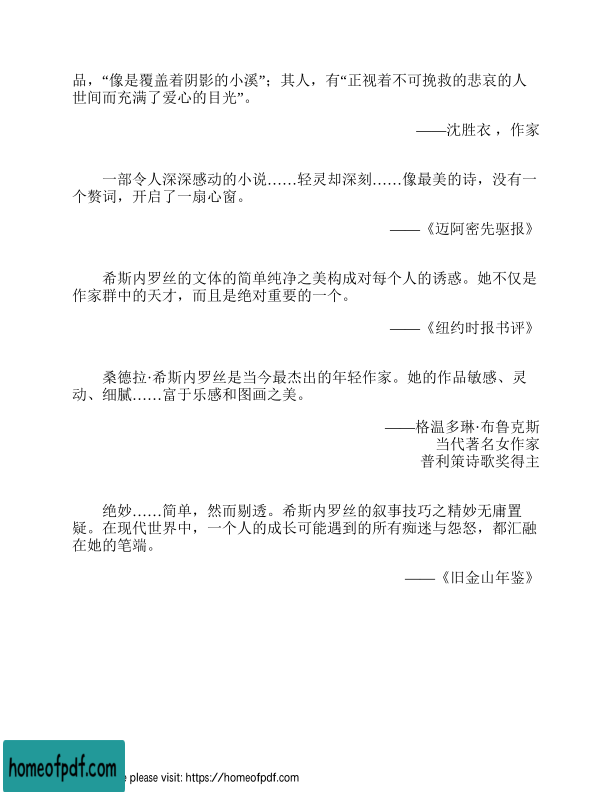 品，“像是覆盖着阴影的小溪”；其人，有“正视着不可挽救的悲哀的人
世间而充满了爱心的目光”。
——沈胜衣，作家
一部令人深深感动的小说……轻灵却深刻……像最美的诗，没有一
个赘词，开启了一扇心窗。
——《迈阿密先驱报》
希斯内罗丝的文体的简单纯净之美构成对每个人的诱惑。她不仅是
作家群中的天才，而且是绝对重要的一个。
——《纽约时报书评》
桑德拉·希斯内罗丝是当今最杰出的年轻作家。她的作品敏感、灵
动、细腻……富于乐感和图画之美。
——格温多琳·布鲁克斯
当代著名女作家
普利策诗歌奖得主
绝妙……简单，然而剔透。希斯内罗丝的叙事技巧之精妙无庸置
疑。在现代世界中，一个人的成长可能遇到的所有痴迷与怨怒，都汇融
在她的笔端。
——《旧金山年鉴》
homeofpdf.com
e please visit: https://homeofpdf.com